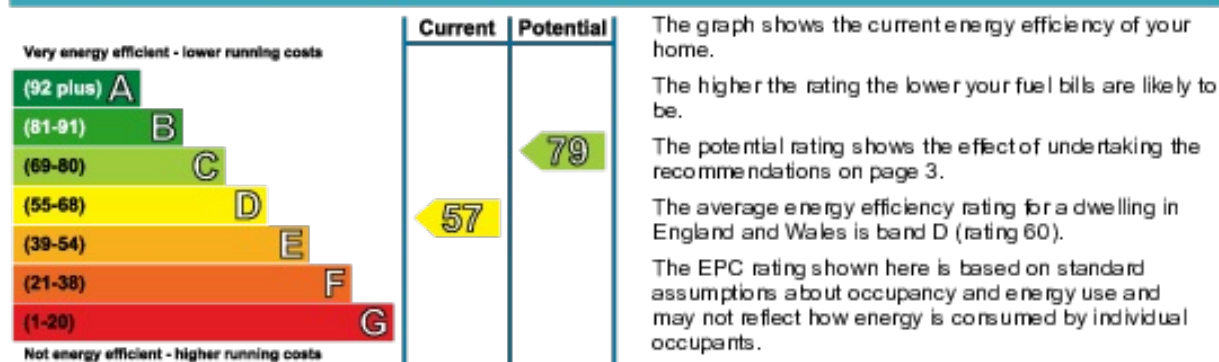 Very energy efficient - lower running costs
(92 plus) A
(81-91) B
(69-80) C
(55-68) D
(39-54) E
(21-38) F
(1-20) G
Not energy efficient - higher running costs
Current Potential
57
79
The graph shows the current energy efficiency of your
home.
The higher the rating the lower your fuel bills are likely to
be.
The potential rating shows the effect of undertaking the
recommendations on page 3.
The average energy efficiency rating for a dwelling in
England and Wales is band D (rating 60).
The EPC rating shown here is based on standard
assumptions about occupancy and energy use and
may not reflect how energy is consumed by individual
occupants.